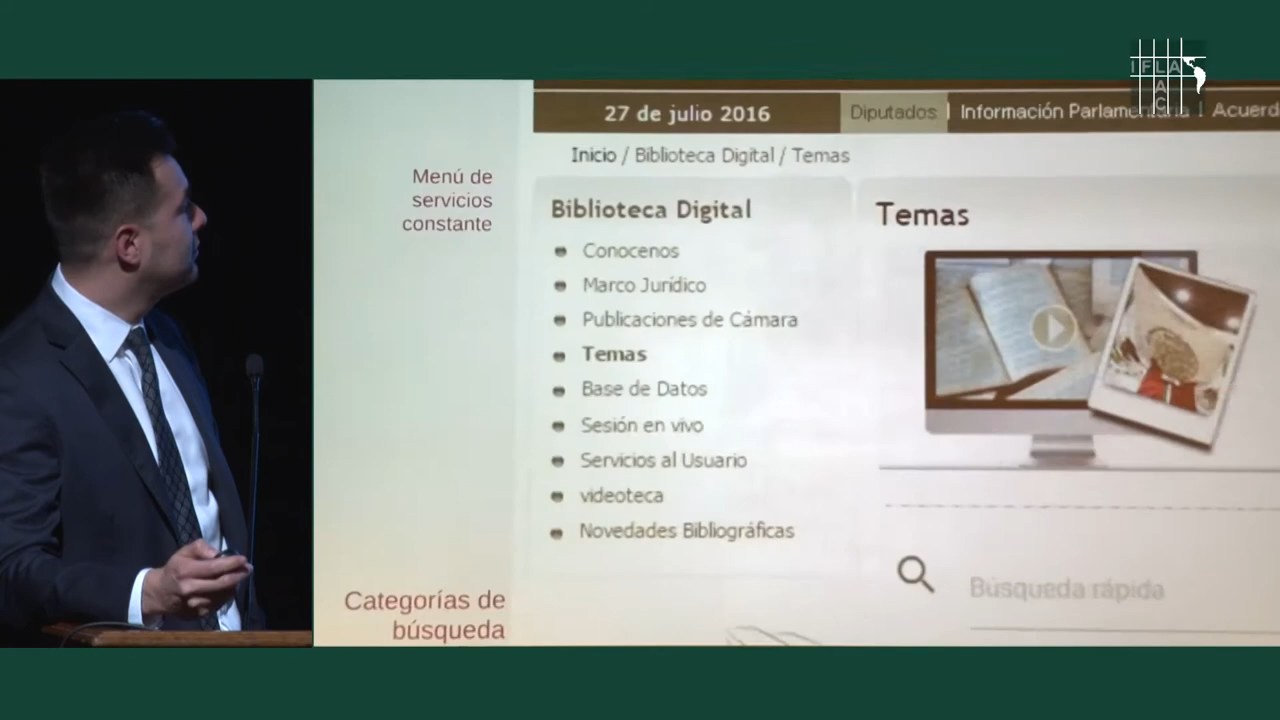 IFLA
LAC
27 de julio 2016
Diputados | Información Parlamentaria | Acuerd
Inicio / Biblioteca Digital / Temas
Menú de
servicios
constante
Biblioteca Digital
Conocenos
Marco Jurídico
Publicaciones de Cámara
Temas
Base de Datos
Sesión en vivo
Servicios al Usuario
videoteca
Novedades Bibliográficas
Temas
Búsqueda rápida
Categorías de
búsqueda